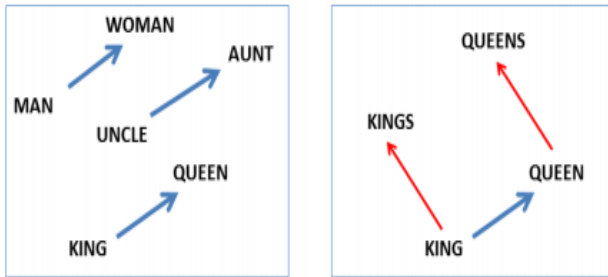 WOMAN
AUNT
MAN
UNCLE
QUEEN
KING
QUEENS
KINGS
QUEEN
KING